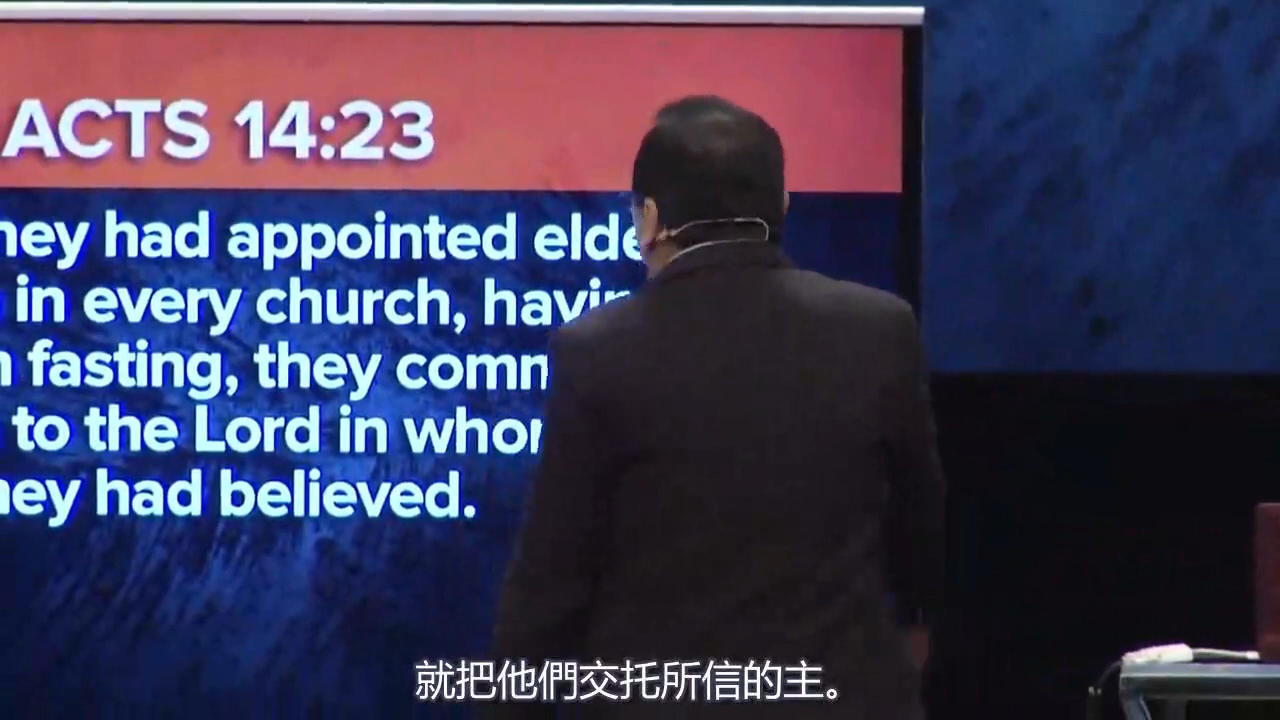 ACTS 14:23
had appointed
in every church,
fasting, they
to the Lord in
had believed.
就把他們交托所信的主。